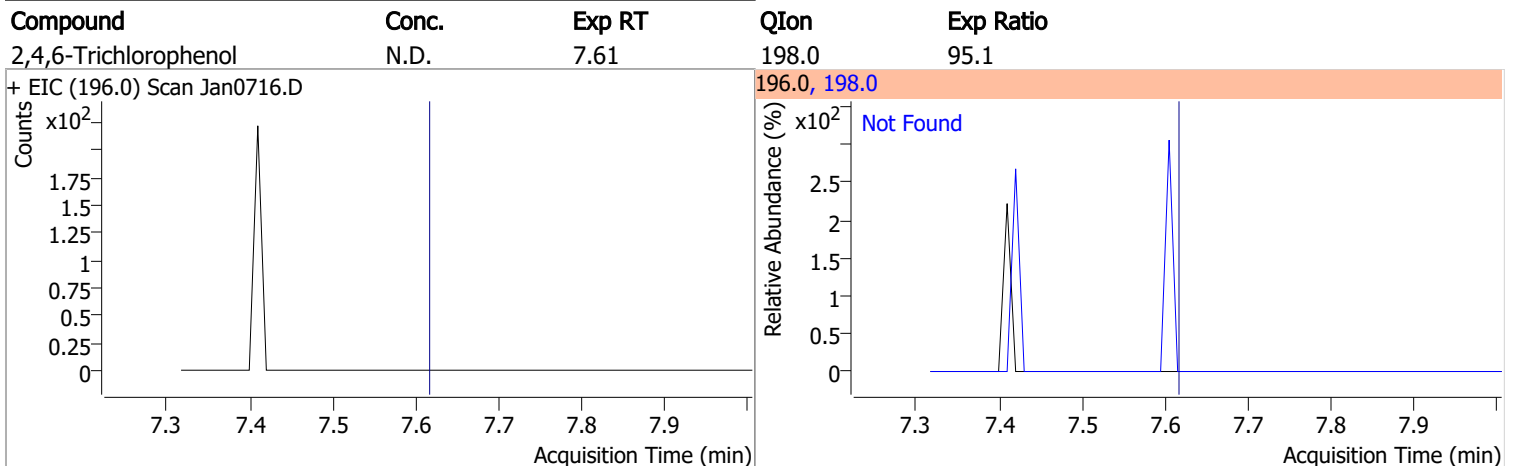 Compound Conc. Exp RT QIon Exp Ratio
2,4,6-Trichlorophenol N.D. 7.61 198.0 95.1
+ EIC (196.0) Scan Jan0716.D
Counts
x10²
1.75
1.5
1.25
1
0.75
0.5
0.25
0
7.3 7.4 7.5 7.6 7.7 7.8 7.9
Acquisition Time (min)
196.0, 198.0
Relative Abundance (%)
x10²
Not Found
2.5
2
1.5
1
0.5
0
7.3 7.4 7.5 7.6 7.7 7.8 7.9
Acquisition Time (min)